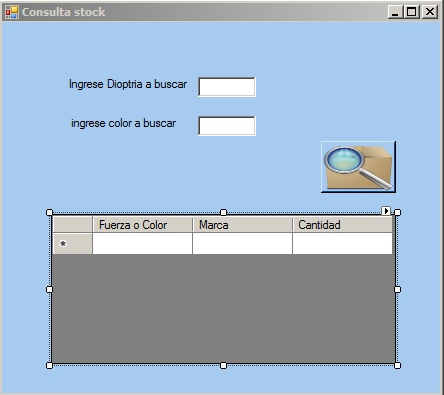 Consulta stock
Ingrese Dioptria a buscar
ingrese color a buscar
Fuerza o Color Marca Cantidad
*